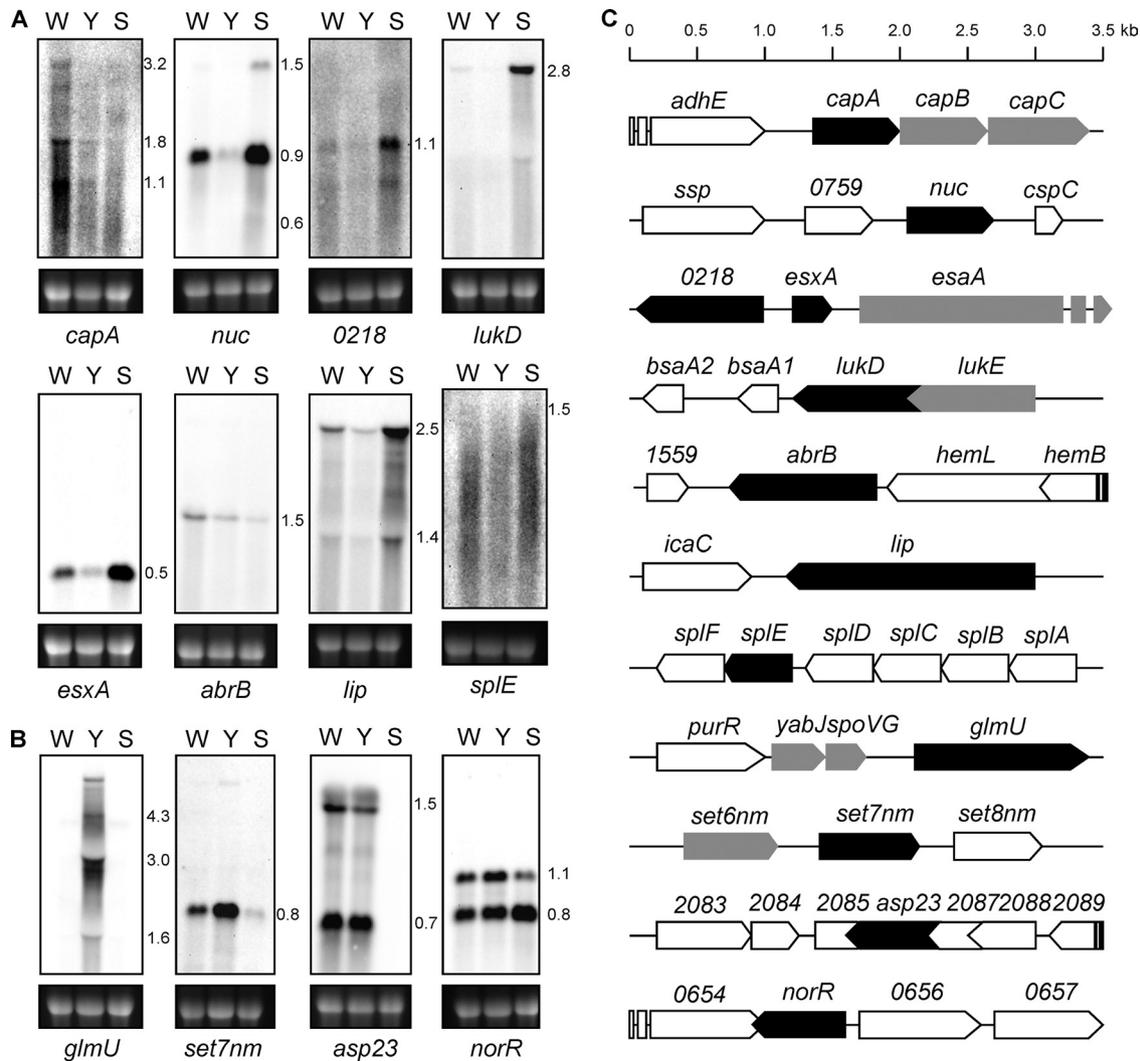 A
W Y S
W Y S
W Y S
W Y S
3.2
1.8
1.1
1.5
0.9
0.6
1.1
2.8
capA
nuc
0218
lukD
W Y S
W Y S
W Y S
W Y S
0.5
1.5
2.5
1.4
1.5
esxA
abrB
lip
splE
B
W Y S
W Y S
W Y S
W Y S
4.3
3.0
1.6
0.8
1.5
0.7
1.1
0.8
glmU
set7nm
asp23
norR
C
0 0.5 1.0 1.5 2.0 2.5 3.0 3.5 kb
adhE capA capB capC
ssp 0759 nuc cspC
0218 esxA esaA
bsaA2 bsaA1 lukD lukE
1559 abrB hemL hemB
icaC lip
splF splE splD splC splB splA
purR yabJspoVG glmU
set6nm set7nm set8nm
2083 2084 2085 asp23 2087 2088 2089
0654 norR 0656 0657